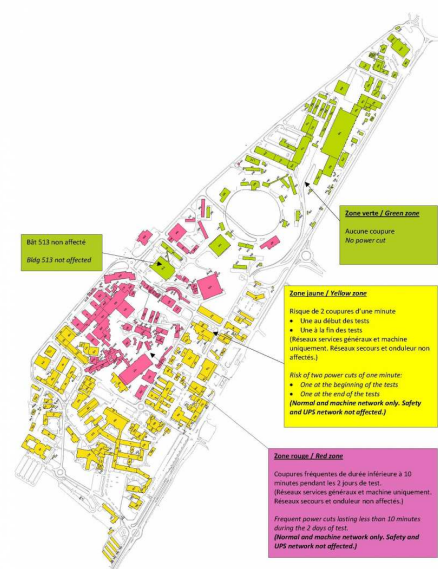 Zone verte / Green zone
Aucune coupure
No power cut
Bât 513 non affecté
Bldg 513 not affected
Zone jaune / Yellow zone
Risque de 2 coupures d'une minute
• Une au début des tests
• Une à la fin des tests
(Réseaux services généraux et machine
uniquement. Réseaux secours et onduleur non
affectés.)
Risk of two power cuts of one minute:
• One at the beginning of the tests
• One at the end of the tests
(Normal and machine network only. Safety
and UPS network not affected.)
Zone rouge / Red zone
Coupures fréquentes de durée inférieure à 10
minutes pendant les 2 jours de test.
(Réseaux services généraux et machine uniquement.
Réseaux secours et onduleur non affectés.)
Frequent power cuts lasting less than 10 minutes
during the 2 days of test.
(Normal and machine network only. Safety and
UPS network not affected.)